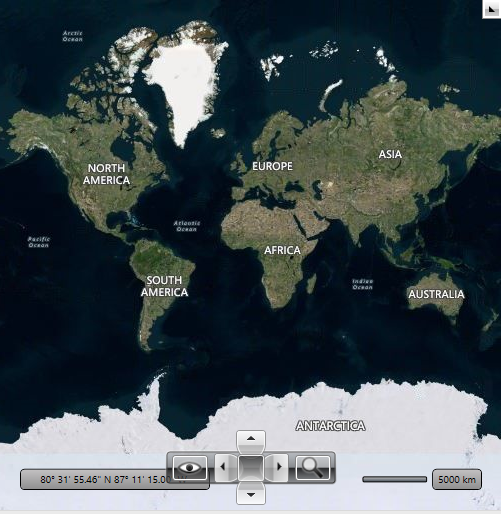 Arctic
Ocean
NORTH
AMERICA
EUROPE
ASIA
Pacific
Ocean
Atlantic
Ocean
AFRICA
SOUTH
AMERICA
Indian
Ocean
AUSTRALIA
ANTARCTICA
80° 31' 55.46" N 87° 11' 15.0
5000 km